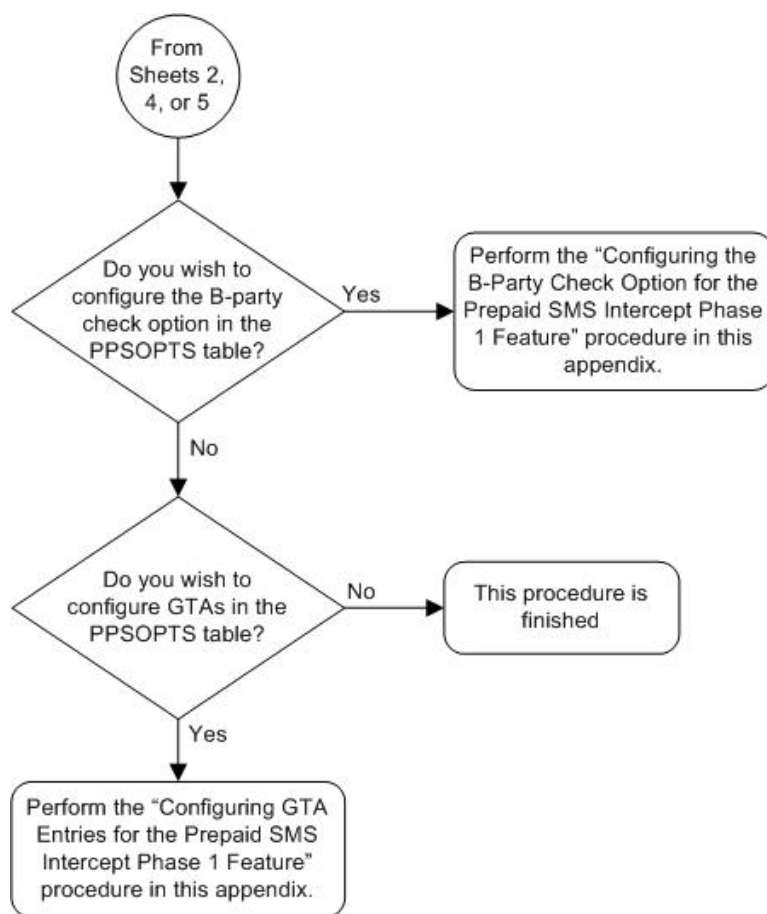 From
Sheets 2,
4, or 5
Do you wish to
configure the B-party
check option in the
PPSOPTS table?
Yes
Perform the “Configuring the
B-Party Check Option for the
Prepaid SMS Intercept Phase
1 Feature” procedure in this
appendix.
No
Do you wish to
configure GTAs in the
PPSOPTS table?
No
This procedure is
finished
Yes
Perform the “Configuring GTA
Entries for the Prepaid SMS
Intercept Phase 1 Feature”
procedure in this appendix.